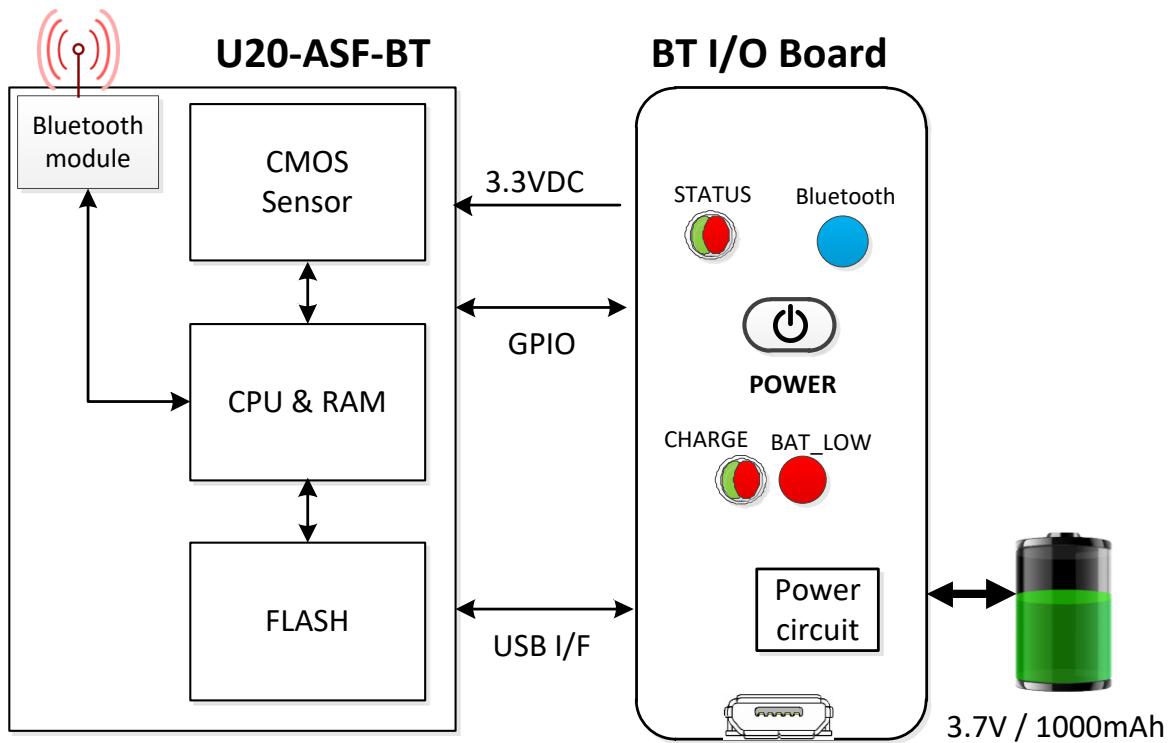 U20-ASF-BT
BT I/O Board
Bluetooth
module
CMOS
Sensor
3.3VDC
STATUS
Bluetooth
GPIO
POWER
CPU & RAM
CHARGE
BAT_LOW
FLASH
USB I/F
Power
circuit
3.7V / 1000mAh